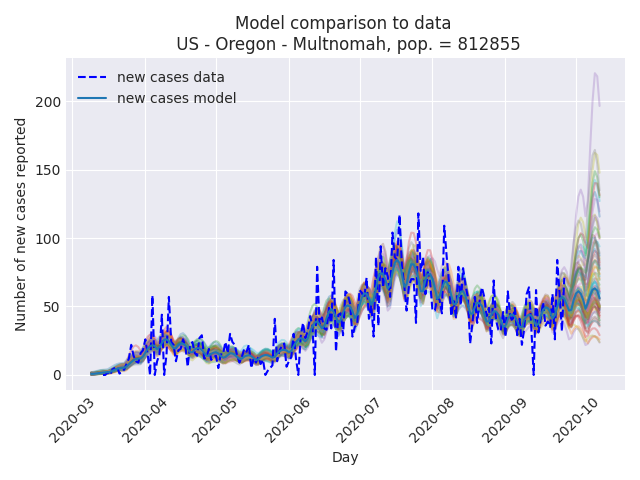 Model comparison to data
US - Oregon - Multnomah, pop. = 812855
new cases data
new cases model
Number of new cases reported
200
150
100
50
0
2020-03
2020-04
2020-05
2020-06
2020-07
2020-08
2020-09
2020-10
Day